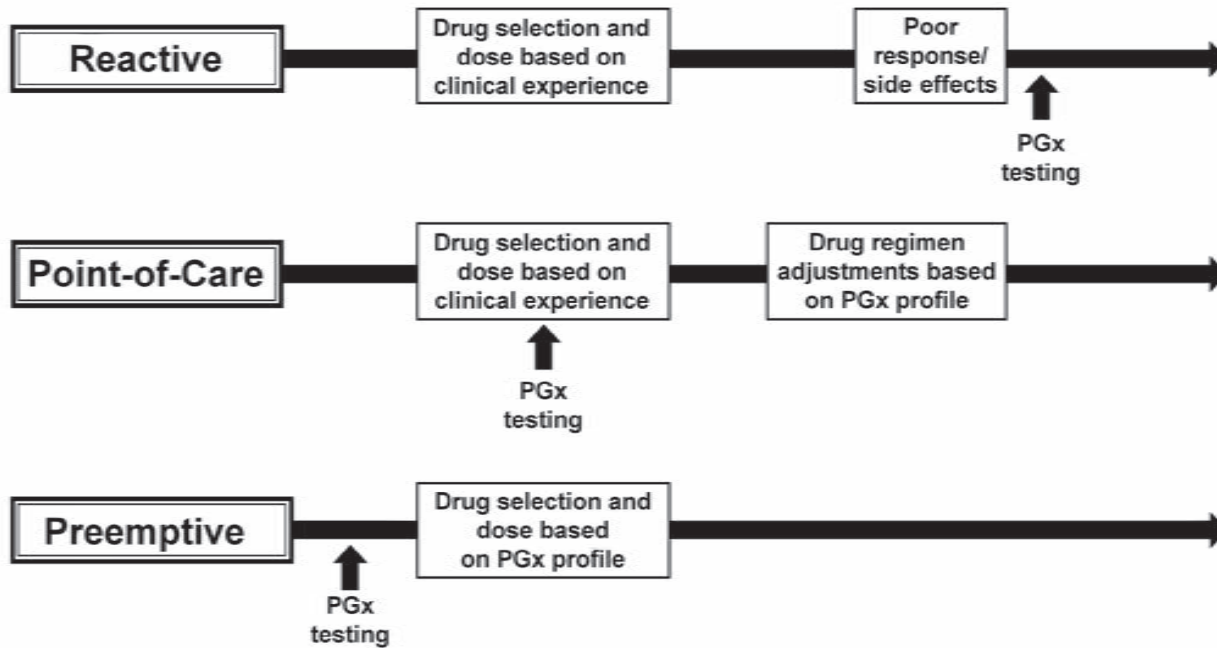 Reactive
Drug selection and
dose based on
clinical experience
Poor
response/
side effects
PGx
testing
Point-of-Care
Drug selection and
dose based on
clinical experience
Drug regimen
adjustments based
on PGx profile
PGx
testing
Preemptive
Drug selection and
dose based
on PGx profile
PGx
testing